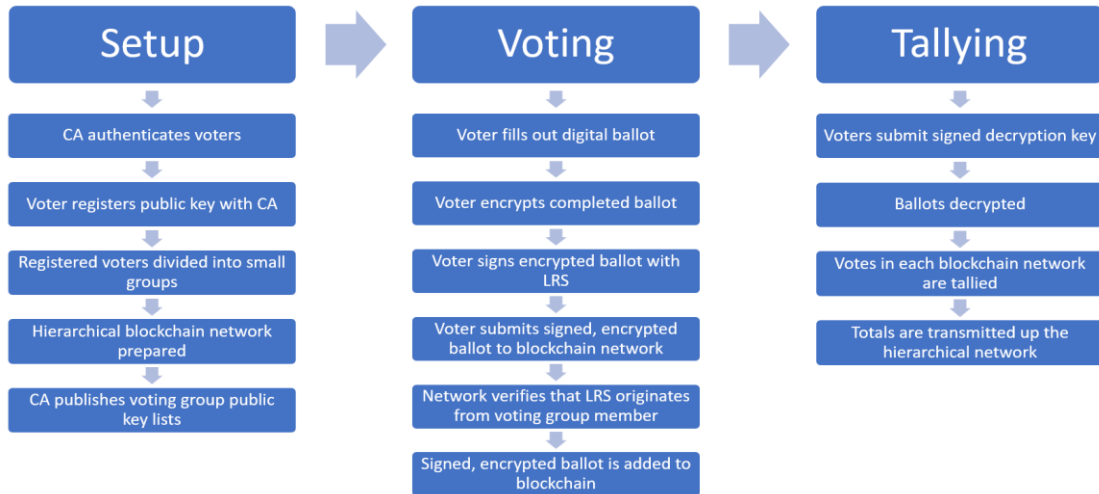 Setup
CA authenticates voters
Voter registers public key with CA
Registered voters divided into small
groups
Hierarchical blockchain network
prepared
CA publishes voting group public
key lists
Voting
Voter fills out digital ballot
Voter encrypts completed ballot
Voter signs encrypted ballot with
LRS
Voter submits signed, encrypted
ballot to blockchain network
Network verifies that LRS originates
from voting group member
Signed, encrypted ballot is added to
blockchain
Tallying
Voters submit signed decryption key
Ballots decrypted
Votes in each blockchain network
are tallied
Totals are transmitted up the
hierarchical network